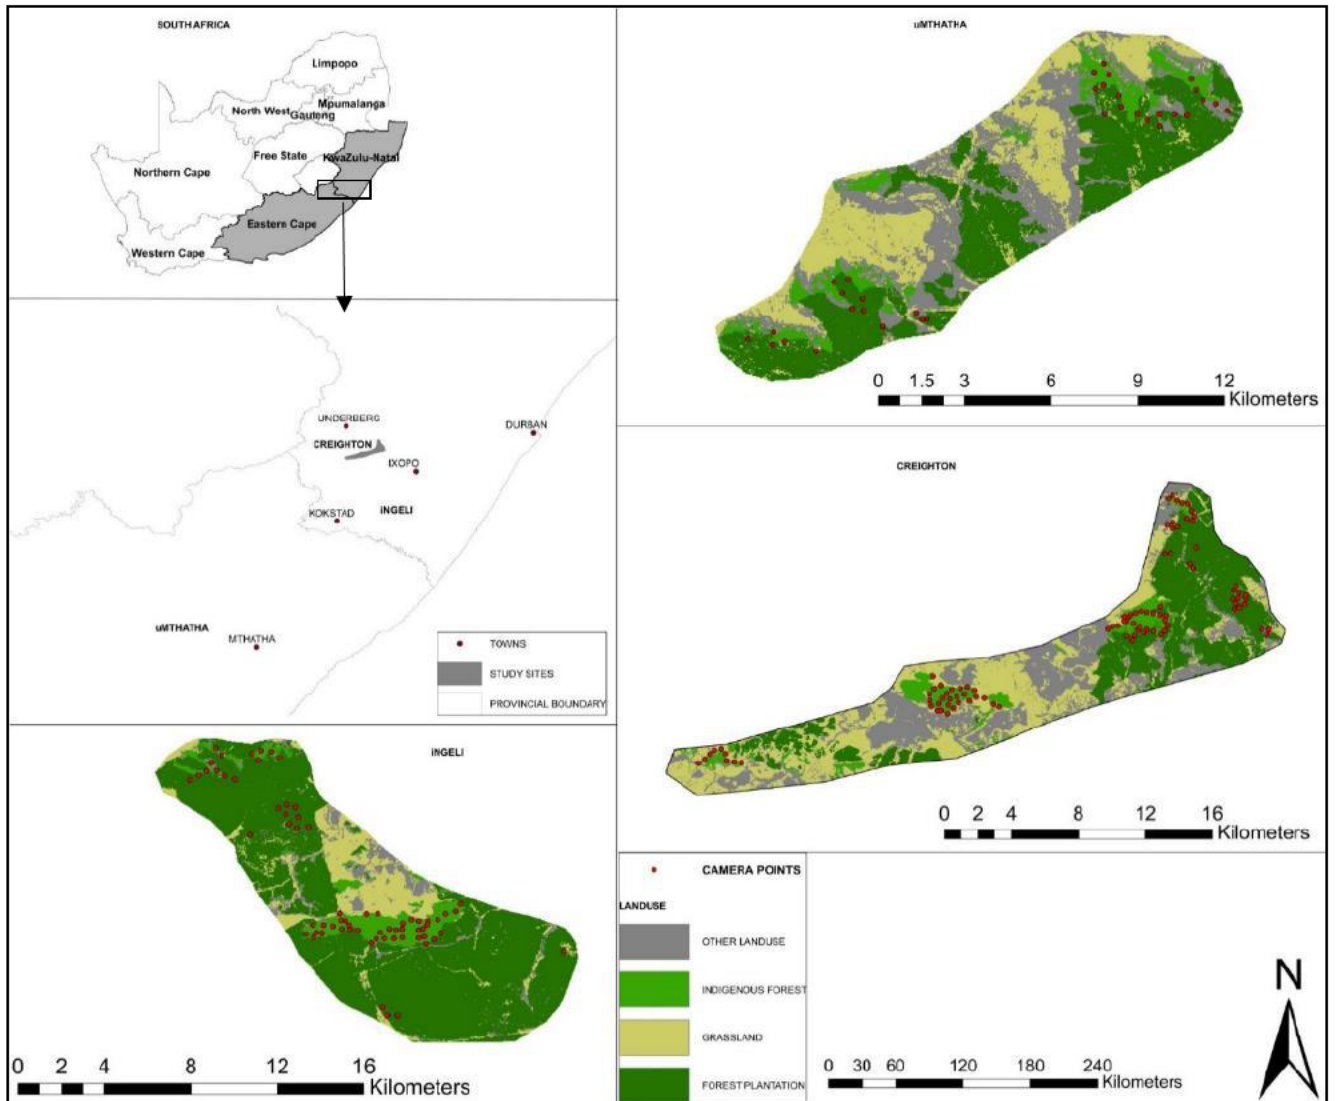 SOUTH AFRICA
Limpopo
North West
Mpumalanga
Gauteng
Free State
KwaZulu-Natal
Northern Cape
Eastern Cape
Western Cape
UNDERBERG
CREIGHTON
DURBAN
IXOPO
iNGELI
KOKSTAD
uMTHATHA
MTHATHA
TOWNS
STUDY SITES
PROVINCIAL BOUNDARY
iNGELI
0 2 4 8 12 16
Kilometers
uMTHATHA
0 1.5 3 6 9 12
Kilometers
CREIGHTON
0 2 4 8 12 16
Kilometers
CAMERA POINTS
LANDUSE
OTHER LANDUSE
INDIGENOUS FOREST
GRASSLAND
FOREST PLANTATION
N
0 30 60 120 180 240
Kilometers